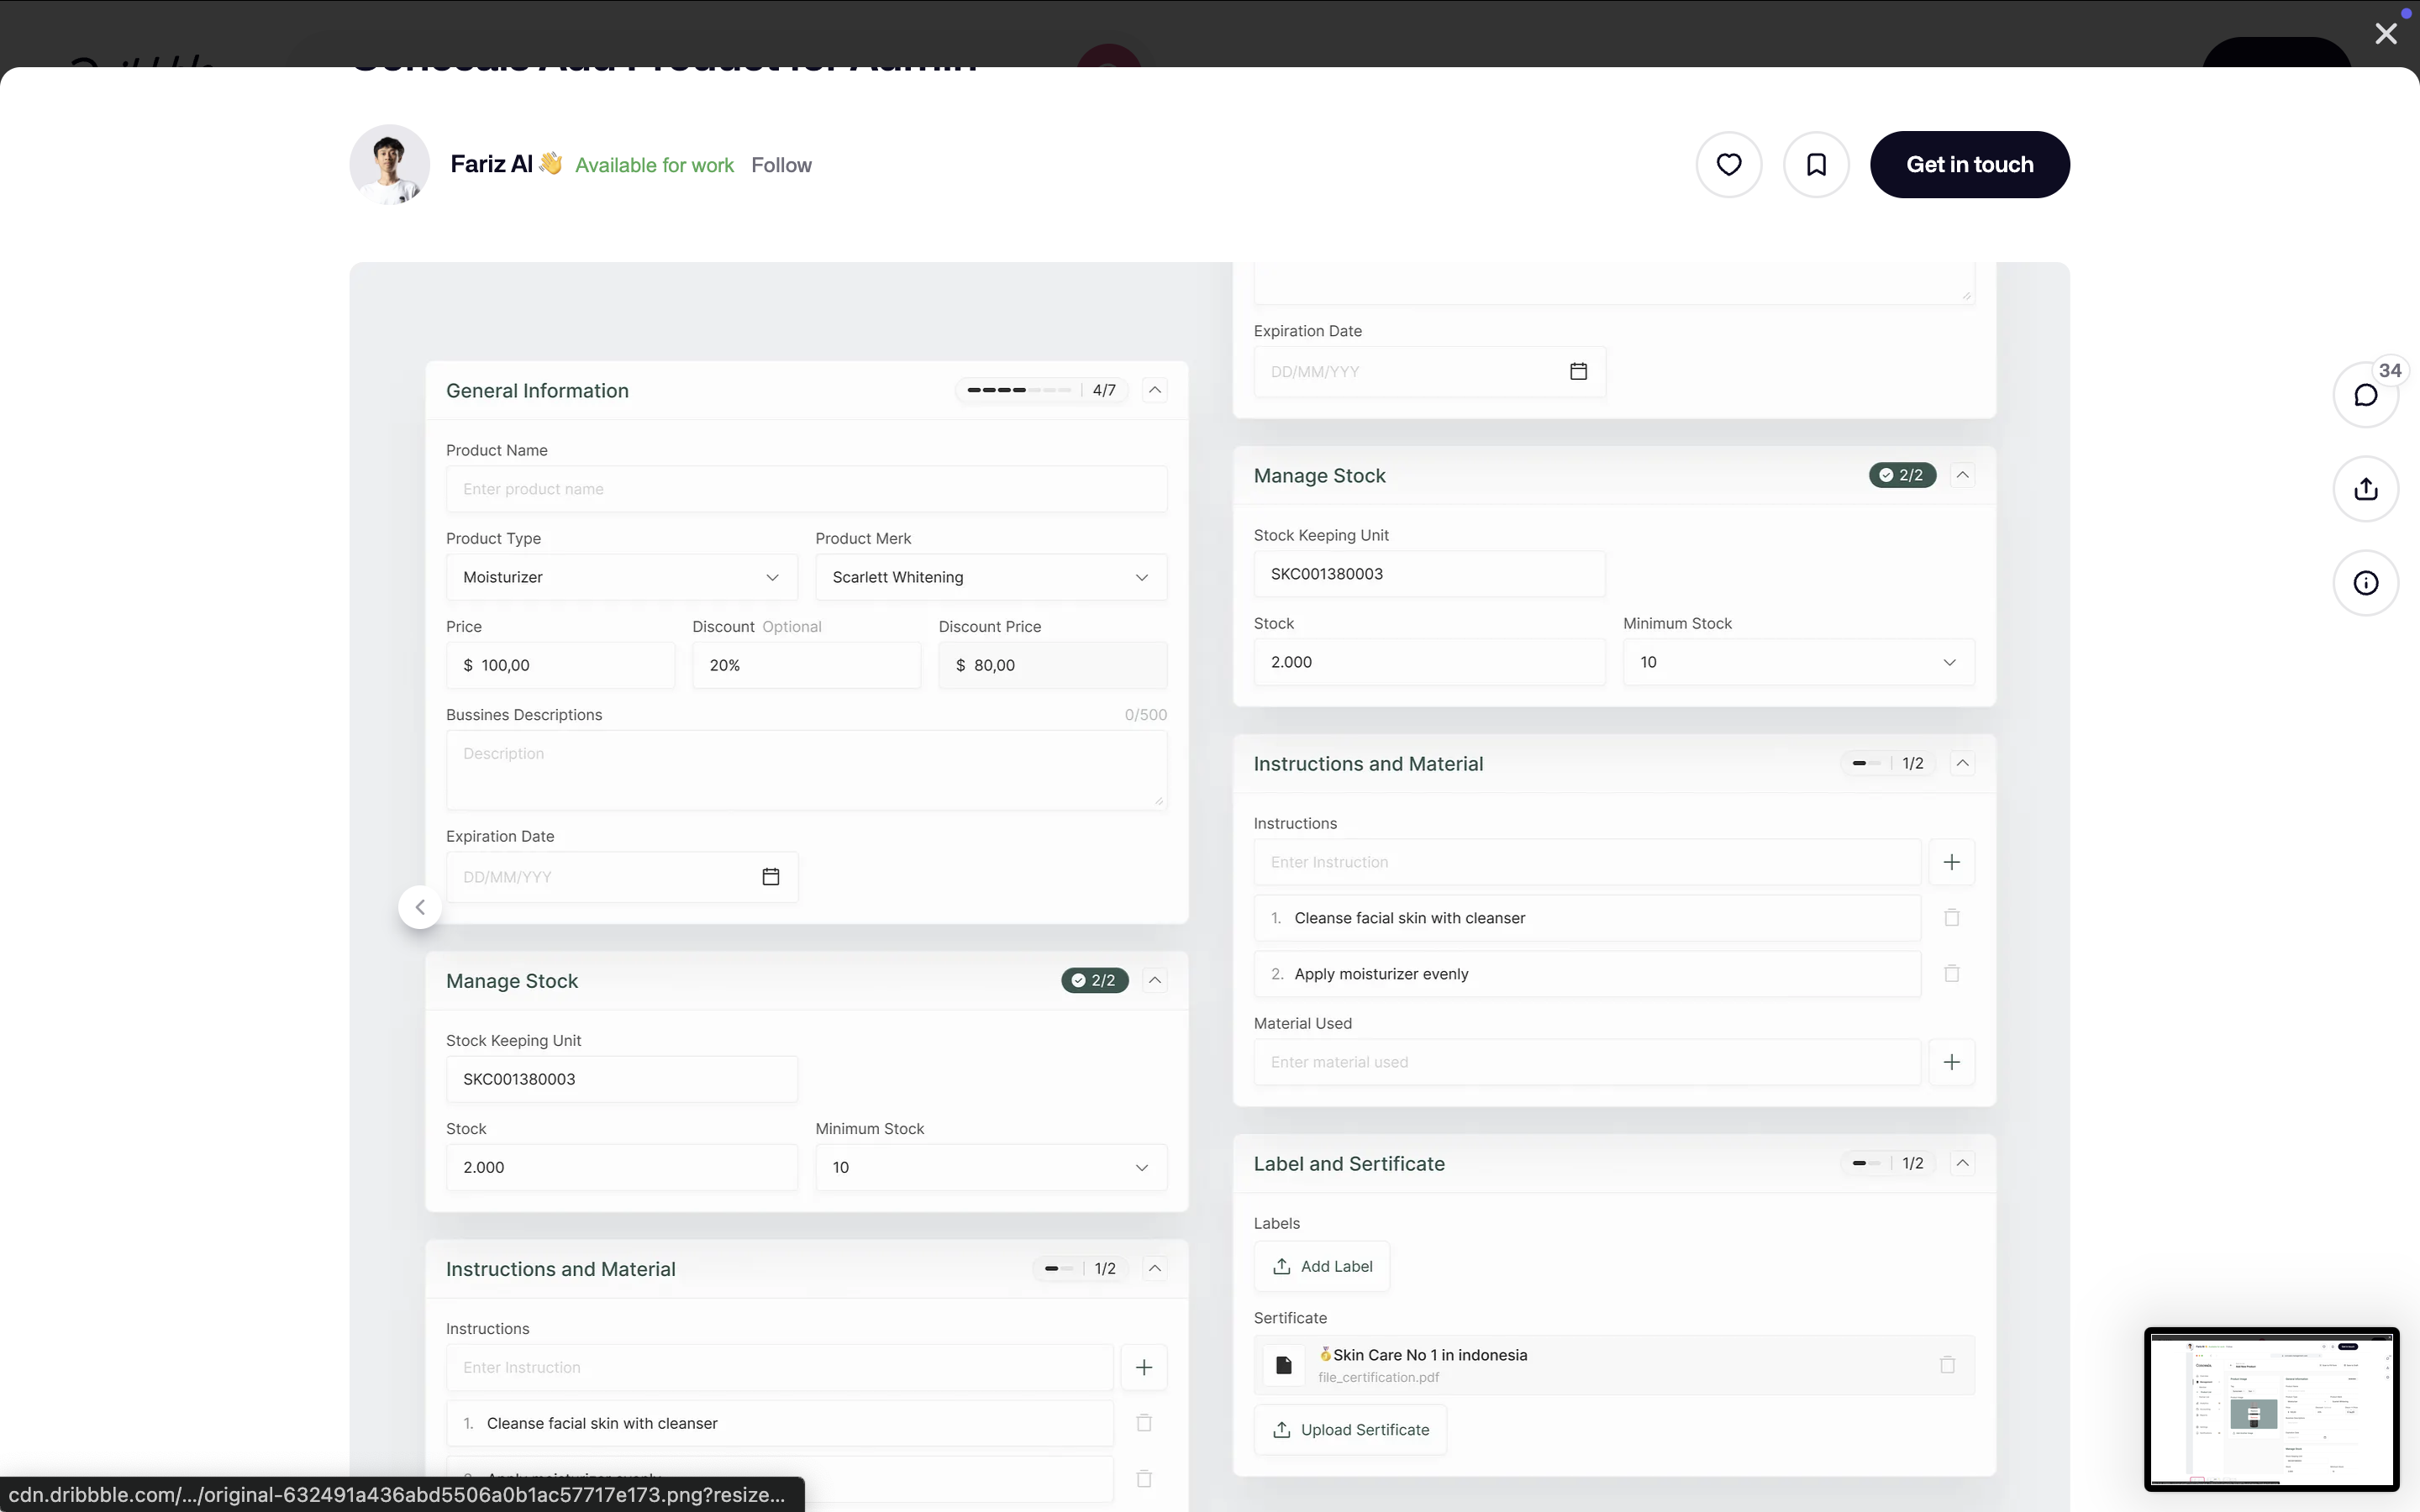 Fariz Al👋 Available for work Follow
Get in touch
34
General Information 4/7
Product Name
Enter product name
Product Type Product Merk
Moisturizer Scarlett Whitening
Price Discount Optional Discount Price
$ 100,00 20% $ 80,00
Bussines Descriptions 0/500
Description
Expiration Date
DD/MM/YYY
Manage Stock 2/2
Stock Keeping Unit
SKC001380003
Stock Minimum Stock
2.000 10
Instructions and Material 1/2
Instructions
Enter Instruction
1. Cleanse facial skin with cleanser
Expiration Date
DD/MM/YYY
Manage Stock 2/2
Stock Keeping Unit
SKC001380003
Stock Minimum Stock
2.000 10
Instructions and Material 1/2
Instructions
Enter Instruction
1. Cleanse facial skin with cleanser
2. Apply moisturizer evenly
Material Used
Enter material used
Label and Sertificate 1/2
Labels
Add Label
Sertificate
🥇Skin Care No 1 in indonesia
file_certification.pdf
Upload Sertificate
cdn.dribbble.com/.../original-632491a436abd5506a0b1ac57717e173.png?resize...